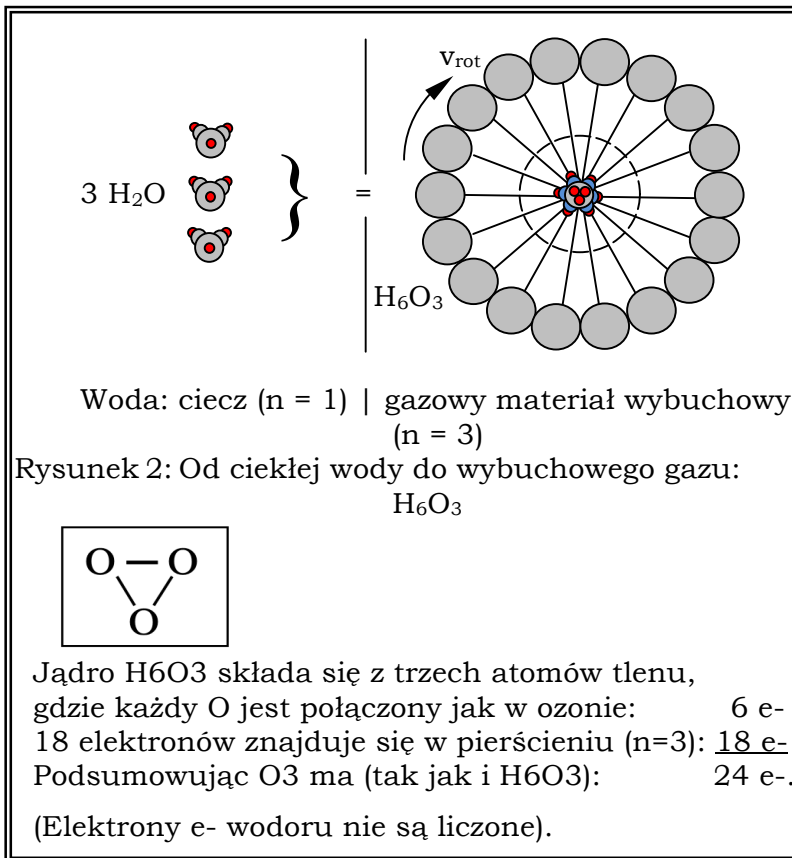 v_rot
3 H₂O } =
H₆O₃
Woda: ciecz (n = 1) | gazowy materiał wybuchowy
(n = 3)
Rysunek 2: Od ciekłej wody do wybuchowego gazu:
H₆O₃
O – O
O
Jądro H6O3 składa się z trzech atomów tlenu,
gdzie każdy O jest połączony jak w ozonie: 6 e-
18 elektronów znajduje się w pierścieniu (n=3): 18 e-
Podsumowując O3 ma (tak jak i H6O3): 24 e-.
(Elektrony e- wodoru nie są liczone).